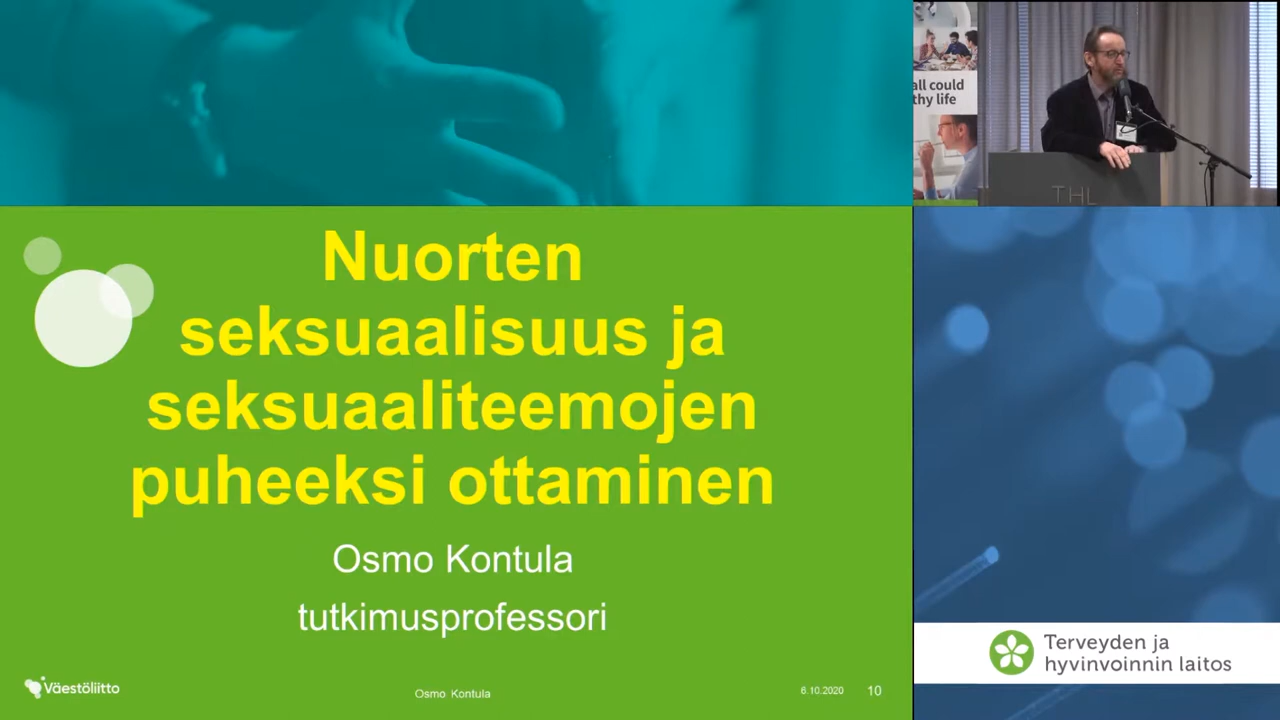 Nuorten
seksuaalisuus ja
seksuaaliteemojen
puheeksi ottaminen
Osmo Kontula
tutkimusprofessori
Väestöliitto
Osmo Kontula
6.10.2020
10
all could
thy life
THL
Terveyden ja
hyvinvoinnin laitos